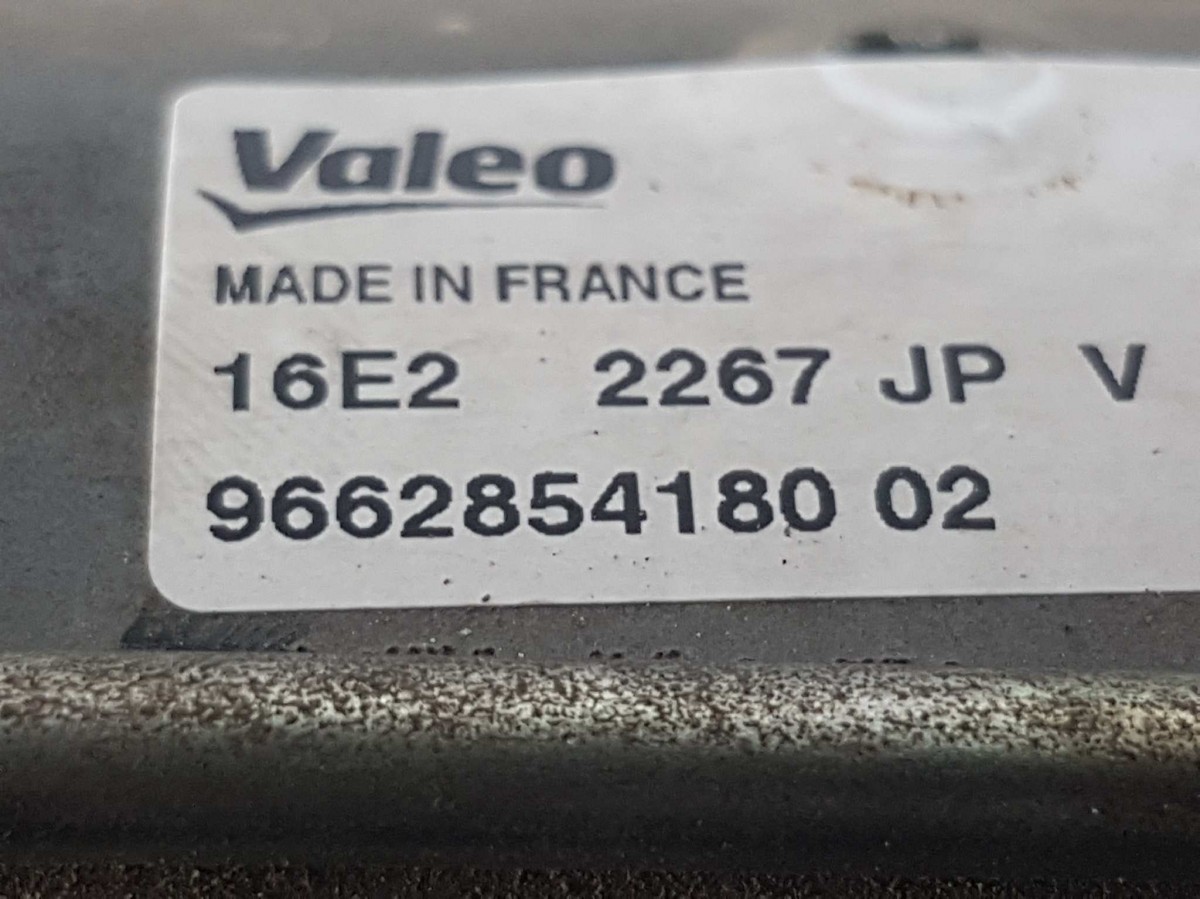 Valeo
MADE IN FRANCE
16E2 2267 JP V
9662854180 02